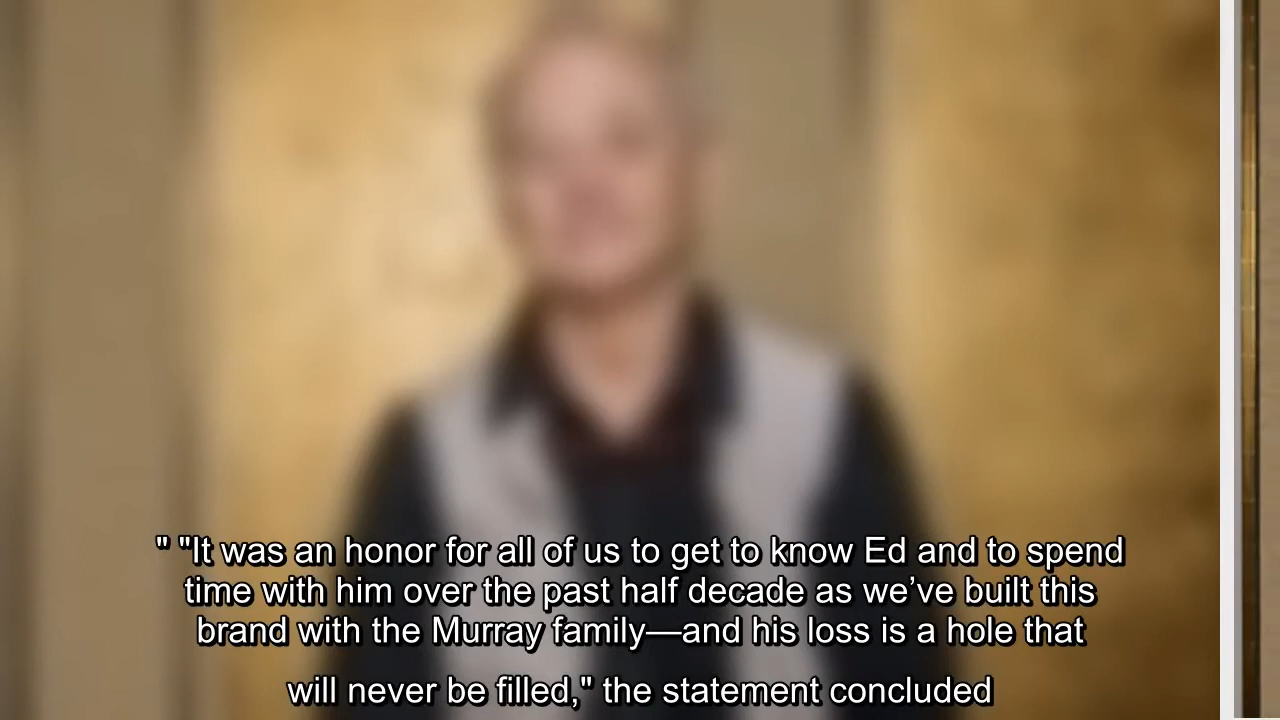 " "It was an honor for all of us to get to know Ed and to spend
time with him over the past half decade as we’ve built this
brand with the Murray family—and his loss is a hole that
will never be filled," the statement concluded